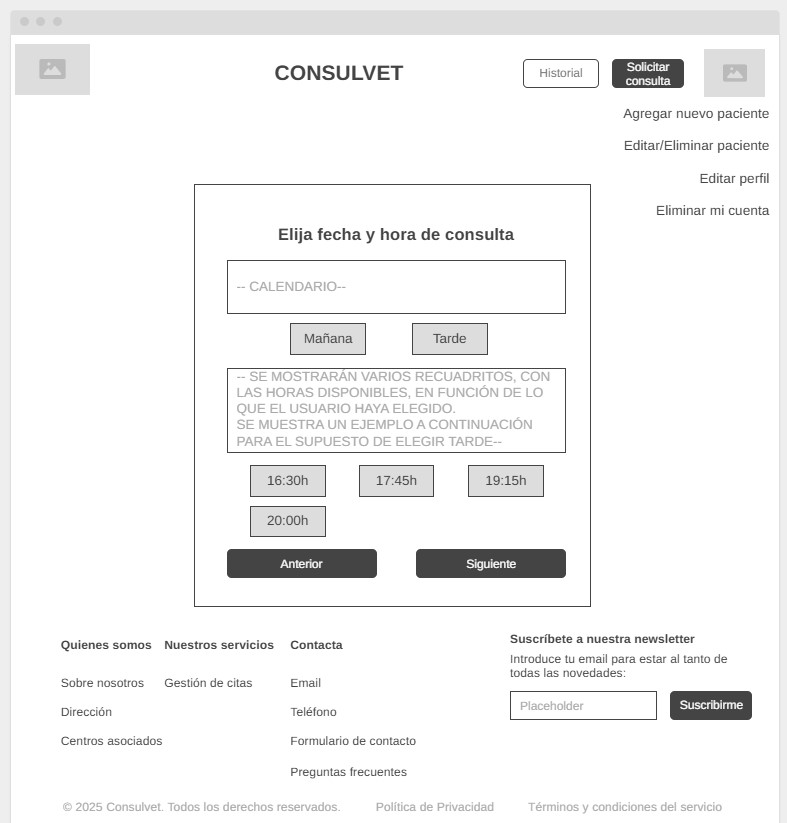 CONSULVET
Historial
Solicitar
consulta
Agregar nuevo paciente
Editar/Eliminar paciente
Editar perfil
Eliminar mi cuenta
Elija fecha y hora de consulta
-- CALENDARIO--
Mañana
Tarde
-- SE MOSTRARÁN VARIOS RECUADRITOS, CON
LAS HORAS DISPONIBLES, EN FUNCIÓN DE LO
QUE EL USUARIO HAYA ELEGIDO.
SE MUESTRA UN EJEMPLO A CONTINUACIÓN
PARA EL SUPUESTO DE ELEGIR TARDE--
16:30h
17:45h
19:15h
20:00h
Anterior
Siguiente
Quienes somos
Sobre nosotros
Dirección
Centros asociados
Nuestros servicios
Gestión de citas
Contacta
Email
Teléfono
Formulario de contacto
Preguntas frecuentes
Suscríbete a nuestra newsletter
Introduce tu email para estar al tanto de
todas las novedades:
Placeholder
Suscribirme
© 2025 Consulvet. Todos los derechos reservados.
Política de Privacidad
Términos y condiciones del servicio